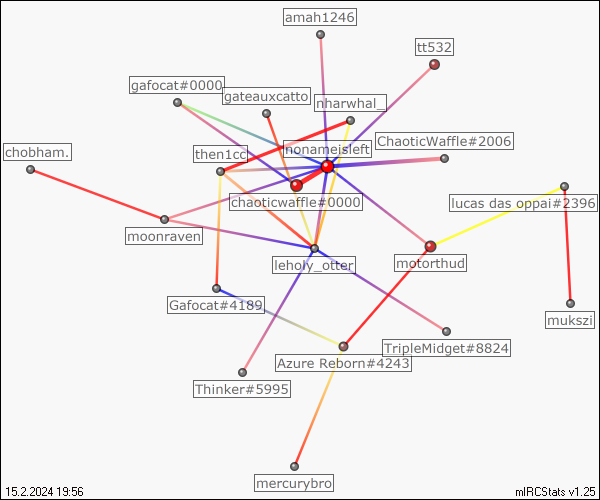 amah1246
tt532
gafocat#0000
gateauxcatto
nharwhal_
ChaoticWaffle#2006
nonameisleft
chobham.
then1cc
Chaoticwaffle#0000
lucas das oppai#2396
moonraven
leholy_otter
motorthud
Gafocat#4189
mukszi
TripleMidget#8824
Azure Reborn#4243
Thinker#5995
mercurybro
15.2.2024 19:56
mIRCStats v1.25